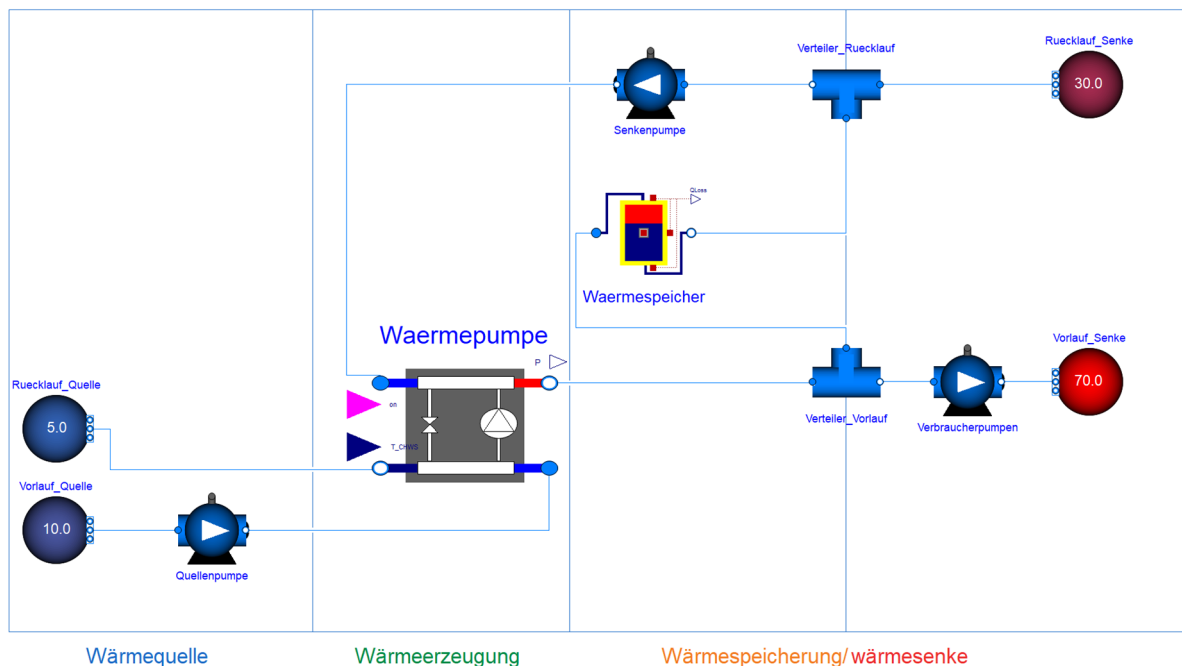 Verteiler_Ruecklauf
Ruecklauf_Senke
30.0
Senkenpumpe
QLoss
Waermespeicher
Waermepumpe
P
Vorlauf_Senke
70.0
Ruecklauf_Quelle
5.0
on
T_CHWS
Verteiler_Vorlauf
Verbraucherpumpen
Vorlauf_Quelle
10.0
Quellenpumpe
Wärmequelle
Wärmeerzeugung
Wärmespeicherung/ wärmesenke